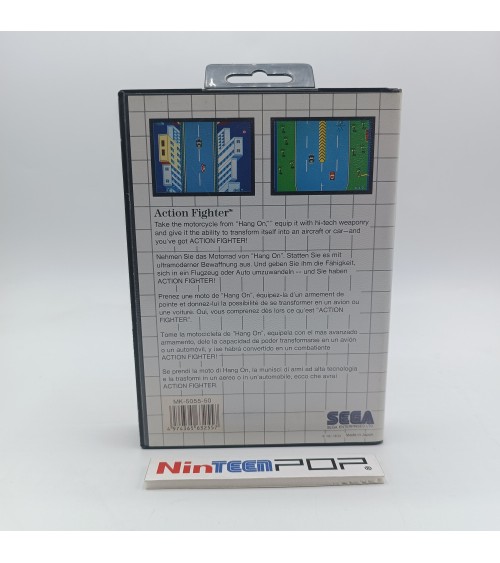 Action Fighter™
Take the motorcycle from "Hang On," equip it with hi-tech weaponry
and give it the ability to transform itself into an aircraft or car—and
you've got ACTION FIGHTER!
Nehmen Sie das Motorrad von "Hang On". Statten Sie es mit
ultramoderner Bewaffnung aus. Und geben Sie ihm die Fähigkeit,
sich in ein Flugzeug oder Auto umzuwandeln — und Sie haben
ACTION FIGHTER!
Prenez une moto de "Hang On", equipez-la d'un armement de
pointe et donnez-lui la possibilité de se transformer en un avion ou
une voiture. Oui, vous comprenez dès lors ce qu'est "ACTION
FIGHTER".
Tome la motocicleta de "Hang On", equipela con el más avanzado
armamento, dele la capacidad de poder transformarse en un avión
o un automóvil, y ¡se habrá convertido en un combatiente
ACTION FIGHTER!
Se prendi la moto di Hang On, la munisci di armi ad alta tecnologia
e la trasformi in un aereo o in un automobile, ecco che avrai
ACTION FIGHTER.
MK-5055-50
SEGA
NinTEENPOP®